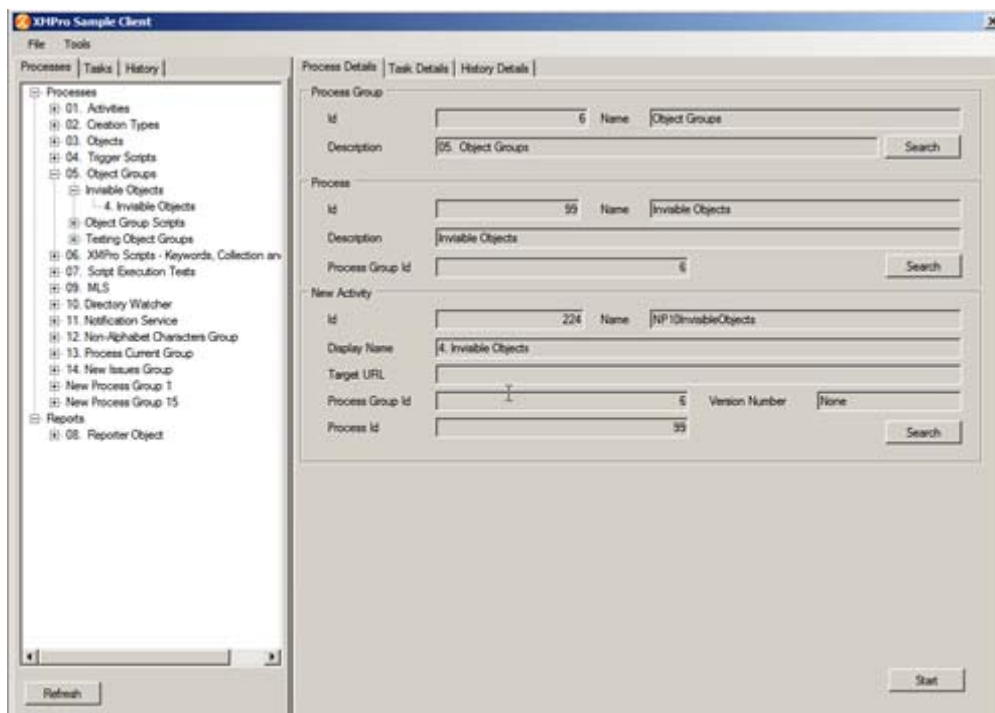 XMPro Sample Client
File Tools
Processes Tasks History
Processes
01. Activities
02. Creation Types
03. Objects
04. Trigger Scripts
05. Object Groups
Invisible Objects
4. Invisible Objects
Object Group Scripts
Testing Object Groups
06. XMPro Scripts - Keywords, Collection an
07. Script Execution Tests
09. MLS
10. Directory Watcher
11. Notification Service
12. Non-Alphabet Characters Group
13. Process Current Group
14. New Issues Group
New Process Group 1
New Process Group 15
Reports
08. Reporter Object
Refresh
Process Details Task Details History Details
Process Group
Id 6 Name Object Groups
Description 05. Object Groups Search
Process
Id 99 Name Invisible Objects
Description Invisible Objects
Process Group Id 6 Search
New Activity
Id 224 Name NP10InvisibleObjects
Display Name 4. Invisible Objects
Target URL
Process Group Id 6 Version Number None
Process Id 99 Search
Start